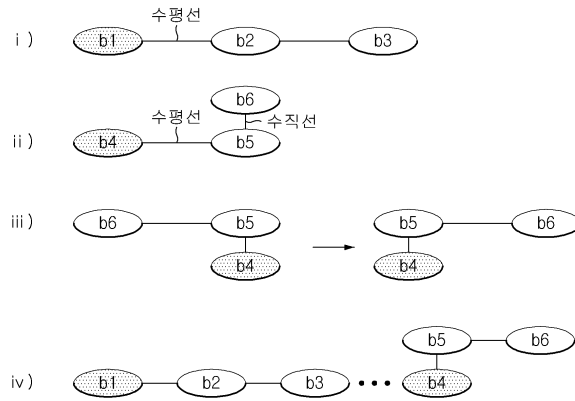 수평선
i ) b1 b2 b3
b6
수평선 수직선
ii ) b4 b5
iii ) b6 b5 b5 b6
b4 b4
b5 b6
iv ) b1 b2 b3 ••• b4